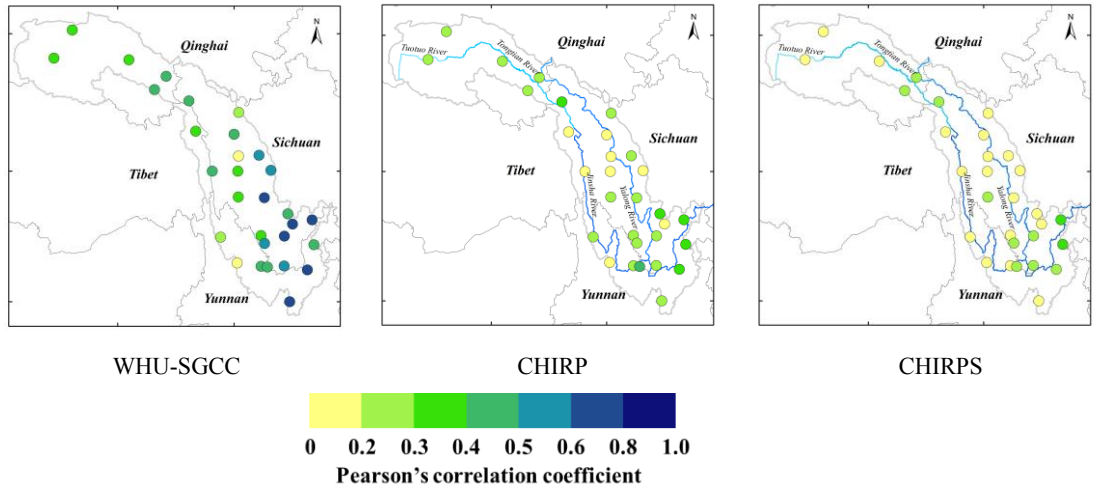 N
Qinghai
Sichuan
Tibet
Yunnan
WHU-SGCC
N
Qinghai
Tuotuo River
Tongtian River
Sichuan
Tibet
Jinsha River
Yalong River
Yunnan
CHIRP
N
Qinghai
Tuotuo River
Tongtian River
Sichuan
Tibet
Jinsha River
Yalong River
Yunnan
CHIRPS
0 0.2 0.3 0.4 0.5 0.6 0.8 1.0
Pearson's correlation coefficient